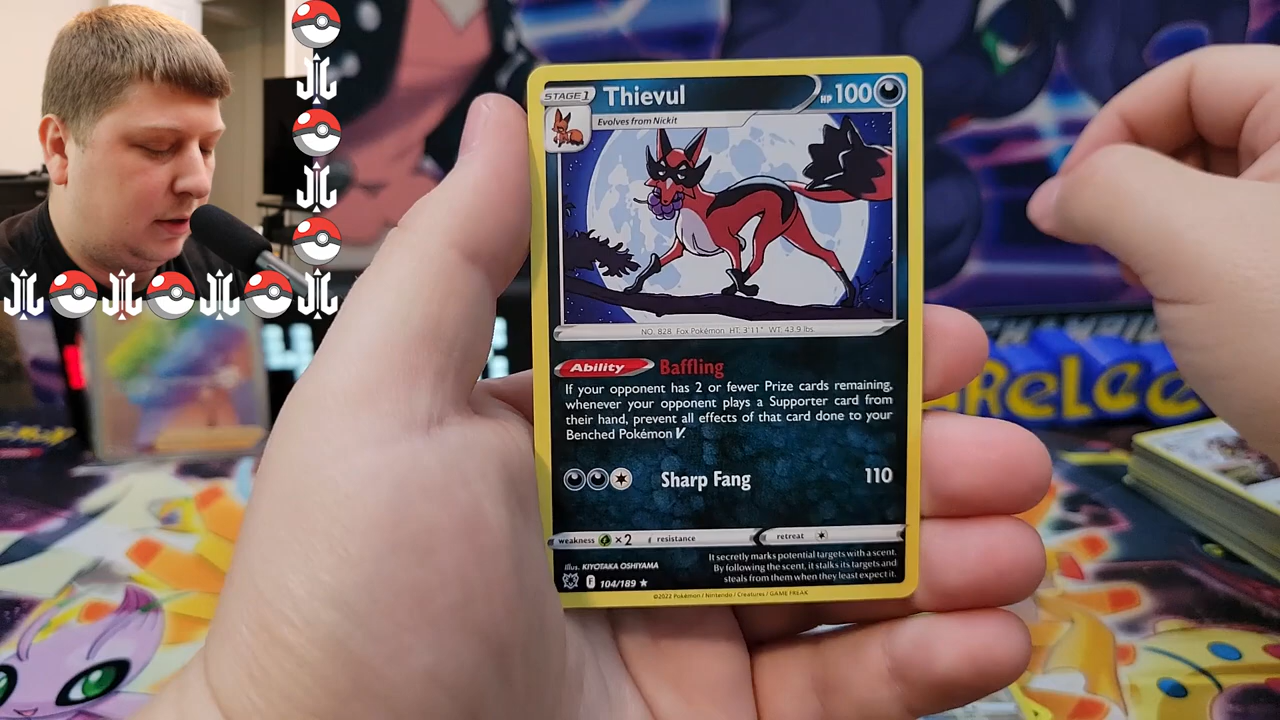 STAGE 1
Thievul
HP 100
Evolves from Nickit
NO. 828 Fox Pokémon HT: 3'11" WT: 43.9 lbs.
Ability Baffling
If your opponent has 2 or fewer Prize cards remaining,
whenever your opponent plays a Supporter card from
their hand, prevent all effects of that card done to your
Benched Pokémon V.
Sharp Fang 110
weakness ×2 resistance retreat
Illus. KIYOTAKA OSHIYAMA
F 104/189 ★
It secretly marks potential targets with a scent.
By following the scent, it stalks its targets and
steals from them when they least expect it.
©2022 Pokémon / Nintendo / Creatures / GAME FREAK